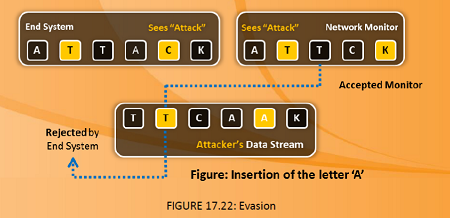 End System Sees "Attack"
A T T A C K
Sees "Attack" Network Monitor
A T T C K
Accepted Monitor
T T C A A K
Rejected by
End System
Attacker's Data Stream
Figure: Insertion of the letter 'A'
FIGURE 17.22: Evasion